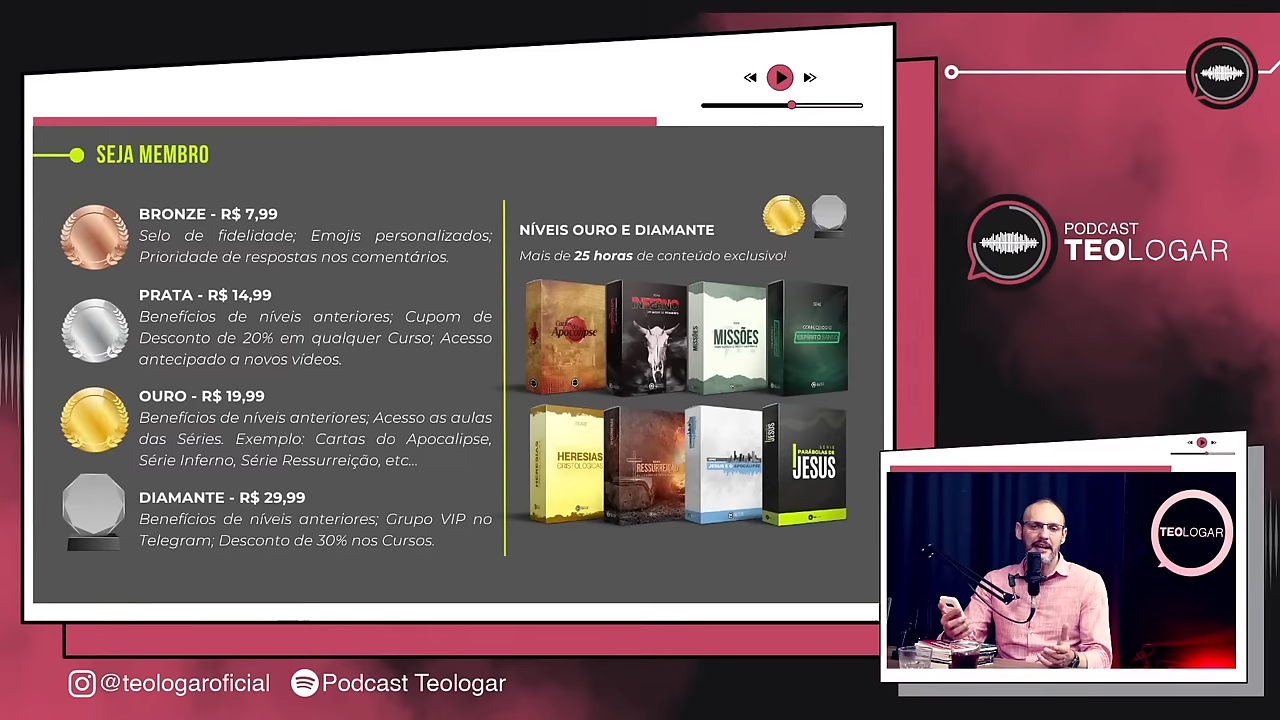 SEJA MEMBRO
BRONZE - R$ 7,99
Selo de fidelidade; Emojis personalizados;
Prioridade de respostas nos comentários.
PRATA - R$ 14,99
Benefícios de níveis anteriores; Cupom de
Desconto de 20% em qualquer Curso; Acesso
antecipado a novos vídeos.
OURO - R$ 19,99
Benefícios de níveis anteriores; Acesso as aulas
das Séries. Exemplo: Cartas do Apocalipse,
Série Inferno, Série Ressurreição, etc...
DIAMANTE - R$ 29,99
Benefícios de níveis anteriores; Grupo VIP no
Telegram; Desconto de 30% nos Cursos.
NÍVEIS OURO E DIAMANTE
Mais de 25 horas de conteúdo exclusivo!
Apocalipse
INFERNO
MISSÕES
MISSÕES
ESPÍRITO SANTO
HERESIAS
HERESIAS
CRISTOLÓGICAS
RESSURREIÇÃO
JESUS
SÉRIE
PARÁBOLAS DE
JESUS
PODCAST
TEOLOGAR
TEOLOGAR
@teologaroficial
Podcast Teologar